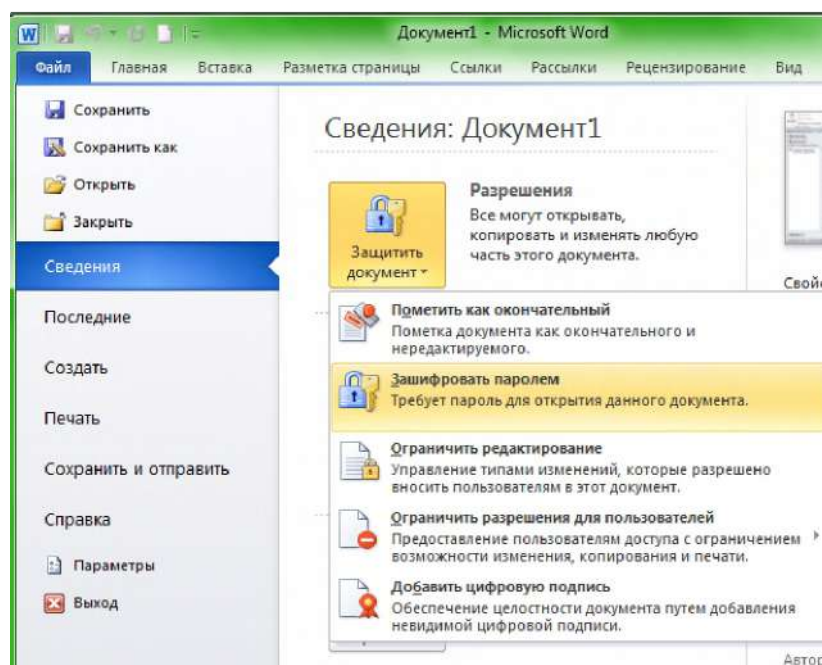 Документ1 - Microsoft Word
Файл Главная Вставка Разметка страницы Ссылки Рассылки Рецензирование Вид
Сохранить
Сохранить как
Открыть
Закрыть
Сведения
Последние
Создать
Печать
Сохранить и отправить
Справка
Параметры
Выход
Сведения: Документ1
Защитить
документ
Разрешения
Все могут открывать,
копировать и изменять любую
часть этого документа.
Свой
Пометить как окончательный
Пометка документа как окончательного и
нередактируемого.
Зашифровать паролем
Требует пароль для открытия данного документа.
Ограничить редактирование
Управление типами изменений, которые разрешено
вносить пользователям в этот документ.
Ограничить разрешения для пользователей
Предоставление пользователям доступа с ограничением
возможности изменения, копирования и печати.
Добавить цифровую подпись
Обеспечение целостности документа путем добавления
невидимой цифровой подписи.
Автор